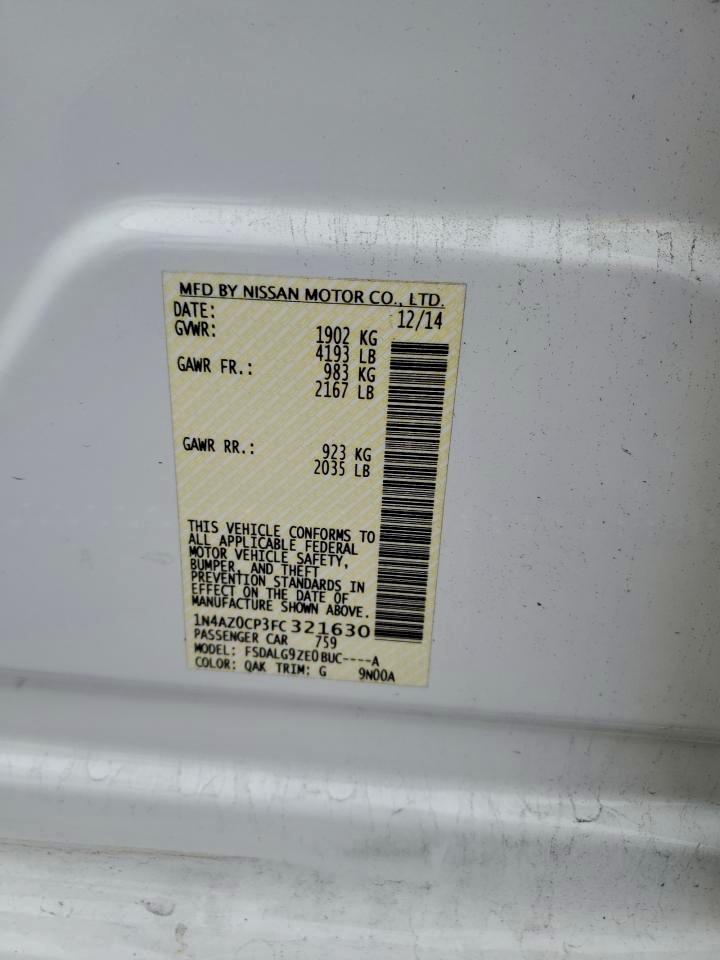 MFD BY NISSAN MOTOR CO., LTD.
DATE: 12/14
GVWR: 1902 KG
4193 LB
GAWR FR.: 983 KG
2167 LB
GAWR RR.: 923 KG
2035 LB
THIS VEHICLE CONFORMS TO
ALL APPLICABLE FEDERAL
MOTOR VEHICLE SAFETY,
BUMPER, AND THEFT
PREVENTION STANDARDS IN
EFFECT ON THE DATE OF
MANUFACTURE SHOWN ABOVE.
1N4AZ0CP3FC 321630
PASSENGER CAR 759
MODEL: FSDALG9ZE0BUC----A
COLOR: QAK TRIM: G 9N00A